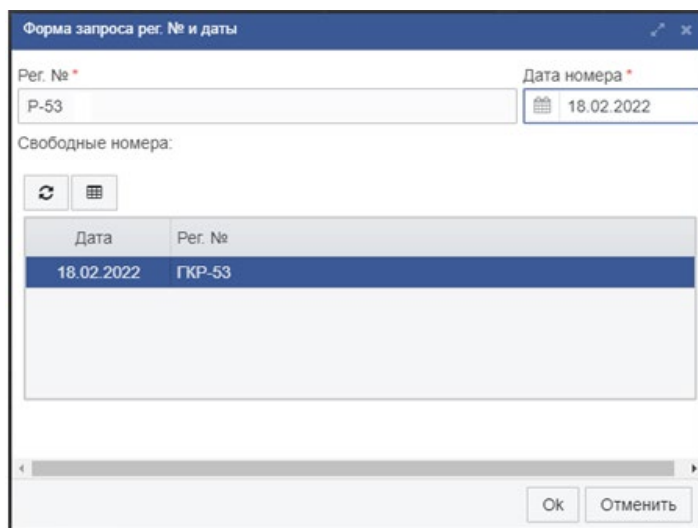 Форма запроса рег. № и даты
Рег. № * Дата номера *
Р-53 18.02.2022
Свободные номера:
Дата Рег. №
18.02.2022 ГКР-53
Ok Отменить